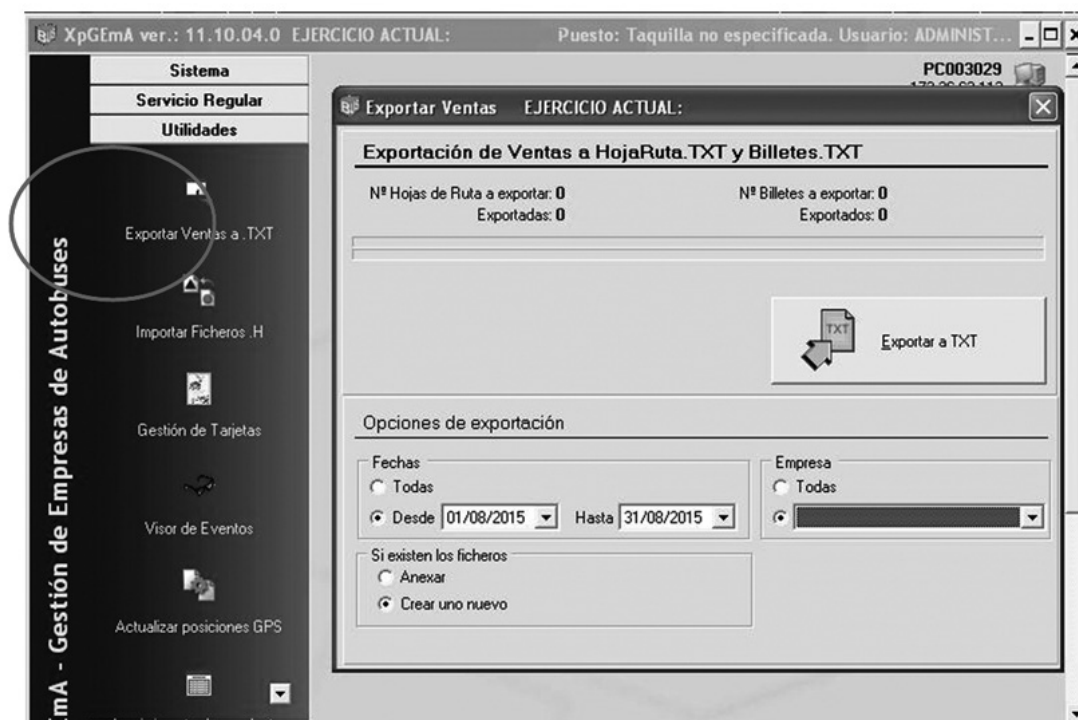 XpGEmA ver.: 11.10.04.0 EJERCICIO ACTUAL: Puesto: Taquilla no especificada. Usuario: ADMINIST...
Sistema
Servicio Regular
Utilidades
Exportar Ventas a .TXT
Importar Ficheros .H
Gestión de Tarjetas
Visor de Eventos
Actualizar posiciones GPS
EmA - Gestión de Empresas de Autobuses
PC003029
Exportar Ventas EJERCICIO ACTUAL:
Exportación de Ventas a HojaRuta.TXT y Billetes.TXT
Nº Hojas de Ruta a exportar: 0 Nº Billetes a exportar: 0
Exportadas: 0 Exportados: 0
TXT
Exportar a TXT
Opciones de exportación
Fechas
Todas
Desde 01/08/2015 Hasta 31/08/2015
Empresa
Todas
Si existen los ficheros
Anexar
Crear uno nuevo